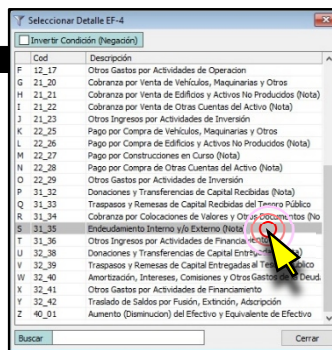 Seleccionar Detalle EF-4
Invertir Condición (Negación)
Cod Descripción
F 12_17 Otros Gastos por Actividades de Operacion
G 21_20 Cobranza por Venta de Vehículos, Maquinarias y Otros
H 21_21 Cobranza por Venta de Edificios y Activos No Producidos (Nota)
I 21_22 Cobranza por Venta de Otras Cuentas del Activo (Nota)
J 21_23 Otros Ingresos por Actividades de Inversión
K 22_25 Pago por Compra de Vehículos, Maquinarias y Otros
L 22_26 Pago por Compra de Edificios y Activos No Producidos (Nota)
M 22_27 Pago por Construcciones en Curso (Nota)
N 22_28 Pago por Compra de Otras Cuentas del Activo (Nota)
O 22_29 Otros Gastos por Actividades de Inversión
P 31_32 Donaciones y Transferencias de Capital Recibidas (Nota)
Q 31_33 Traspasos y Remesas de Capital Recibidas del Tesoro Público
R 31_34 Cobranza por Colocaciones de Valores y Otros Documentos (No
S 31_35 Endeudamiento Interno y/o Externo (Nota)
T 31_36 Otros Ingresos por Actividades de Financiamiento
U 32_38 Donaciones y Transferencias de Capital Entregadas (Nota)
V 32_39 Traspasos y Remesas de Capital Entregadas al Tesoro Público
W 32_40 Amortización, Intereses, Comisiones y Otros Gastos de la Deud
X 32_41 Otros Gastos por Actividades de Financiamiento
Y 32_42 Traslado de Saldos por Fusión, Extinción, Adscripción
Z 40_01 Aumento (Disminucion) del Efectivo y Equivalente de Efectivo
Buscar Cerrar